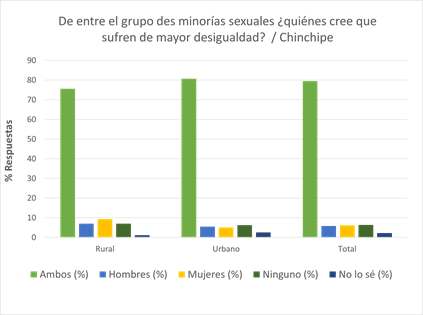 De entre el grupo des minorías sexuales ¿quiénes cree que
sufren de mayor desigualdad?  / Chinchipe
% Respuestas
90
80
70
60
50
40
30
20
10
0
Rural
Urbano
Total
Ambos (%)
Hombres (%)
Mujeres (%)
Ninguno (%)
No lo sé (%)